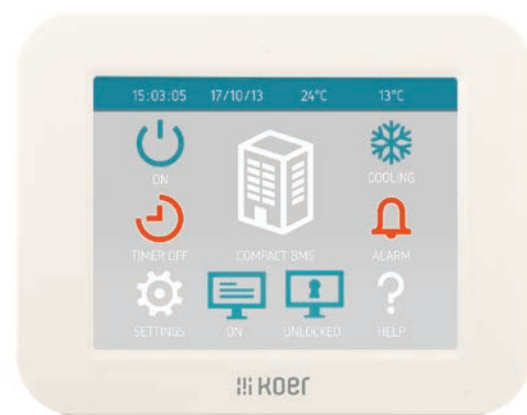 15:03:05 17/10/13 24°C 13°C
ON COOLING
TIMER OFF COMPACT BMS ALARM
SETTINGS ON UNLOCKED HELP
KOER